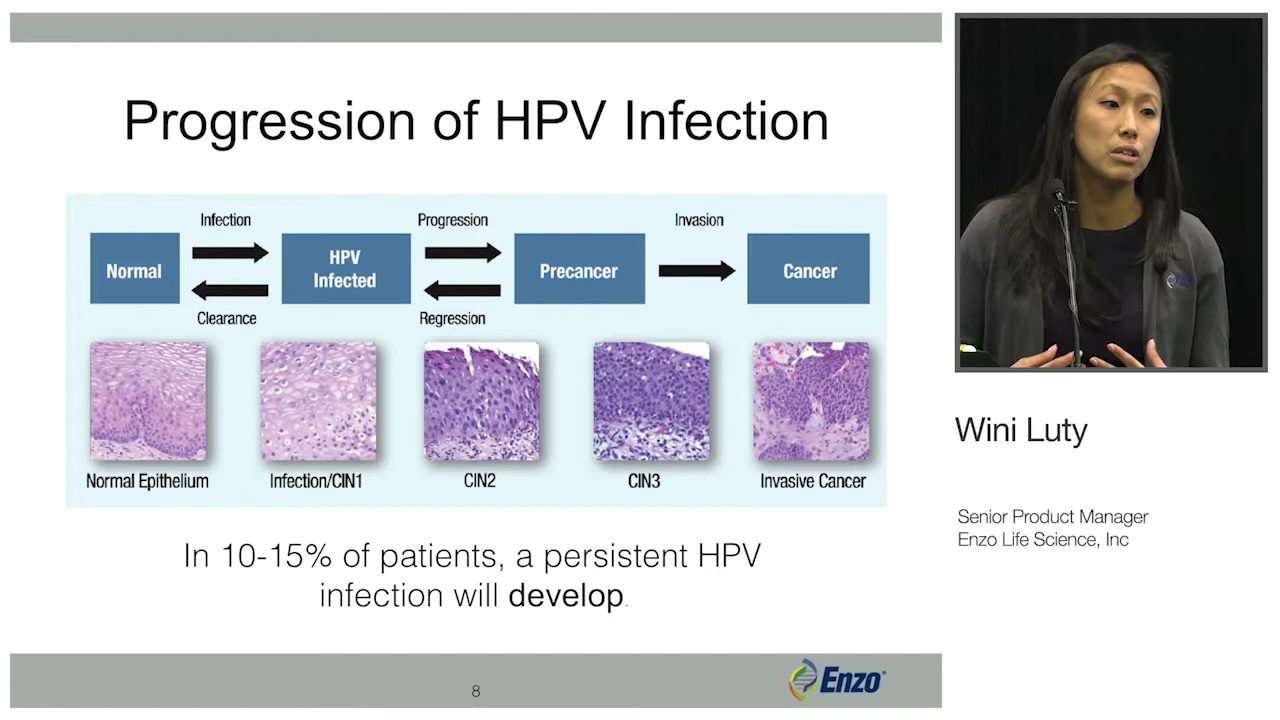 Progression of HPV Infection
Infection
Progression
Invasion
Normal
HPV
Infected
Precancer
Cancer
Clearance
Regression
Normal Epithelium
Infection/CIN1
CIN2
CIN3
Invasive Cancer
In 10-15% of patients, a persistent HPV
infection will develop.
8
Enzo®
Wini Luty
Senior Product Manager
Enzo Life Science, Inc